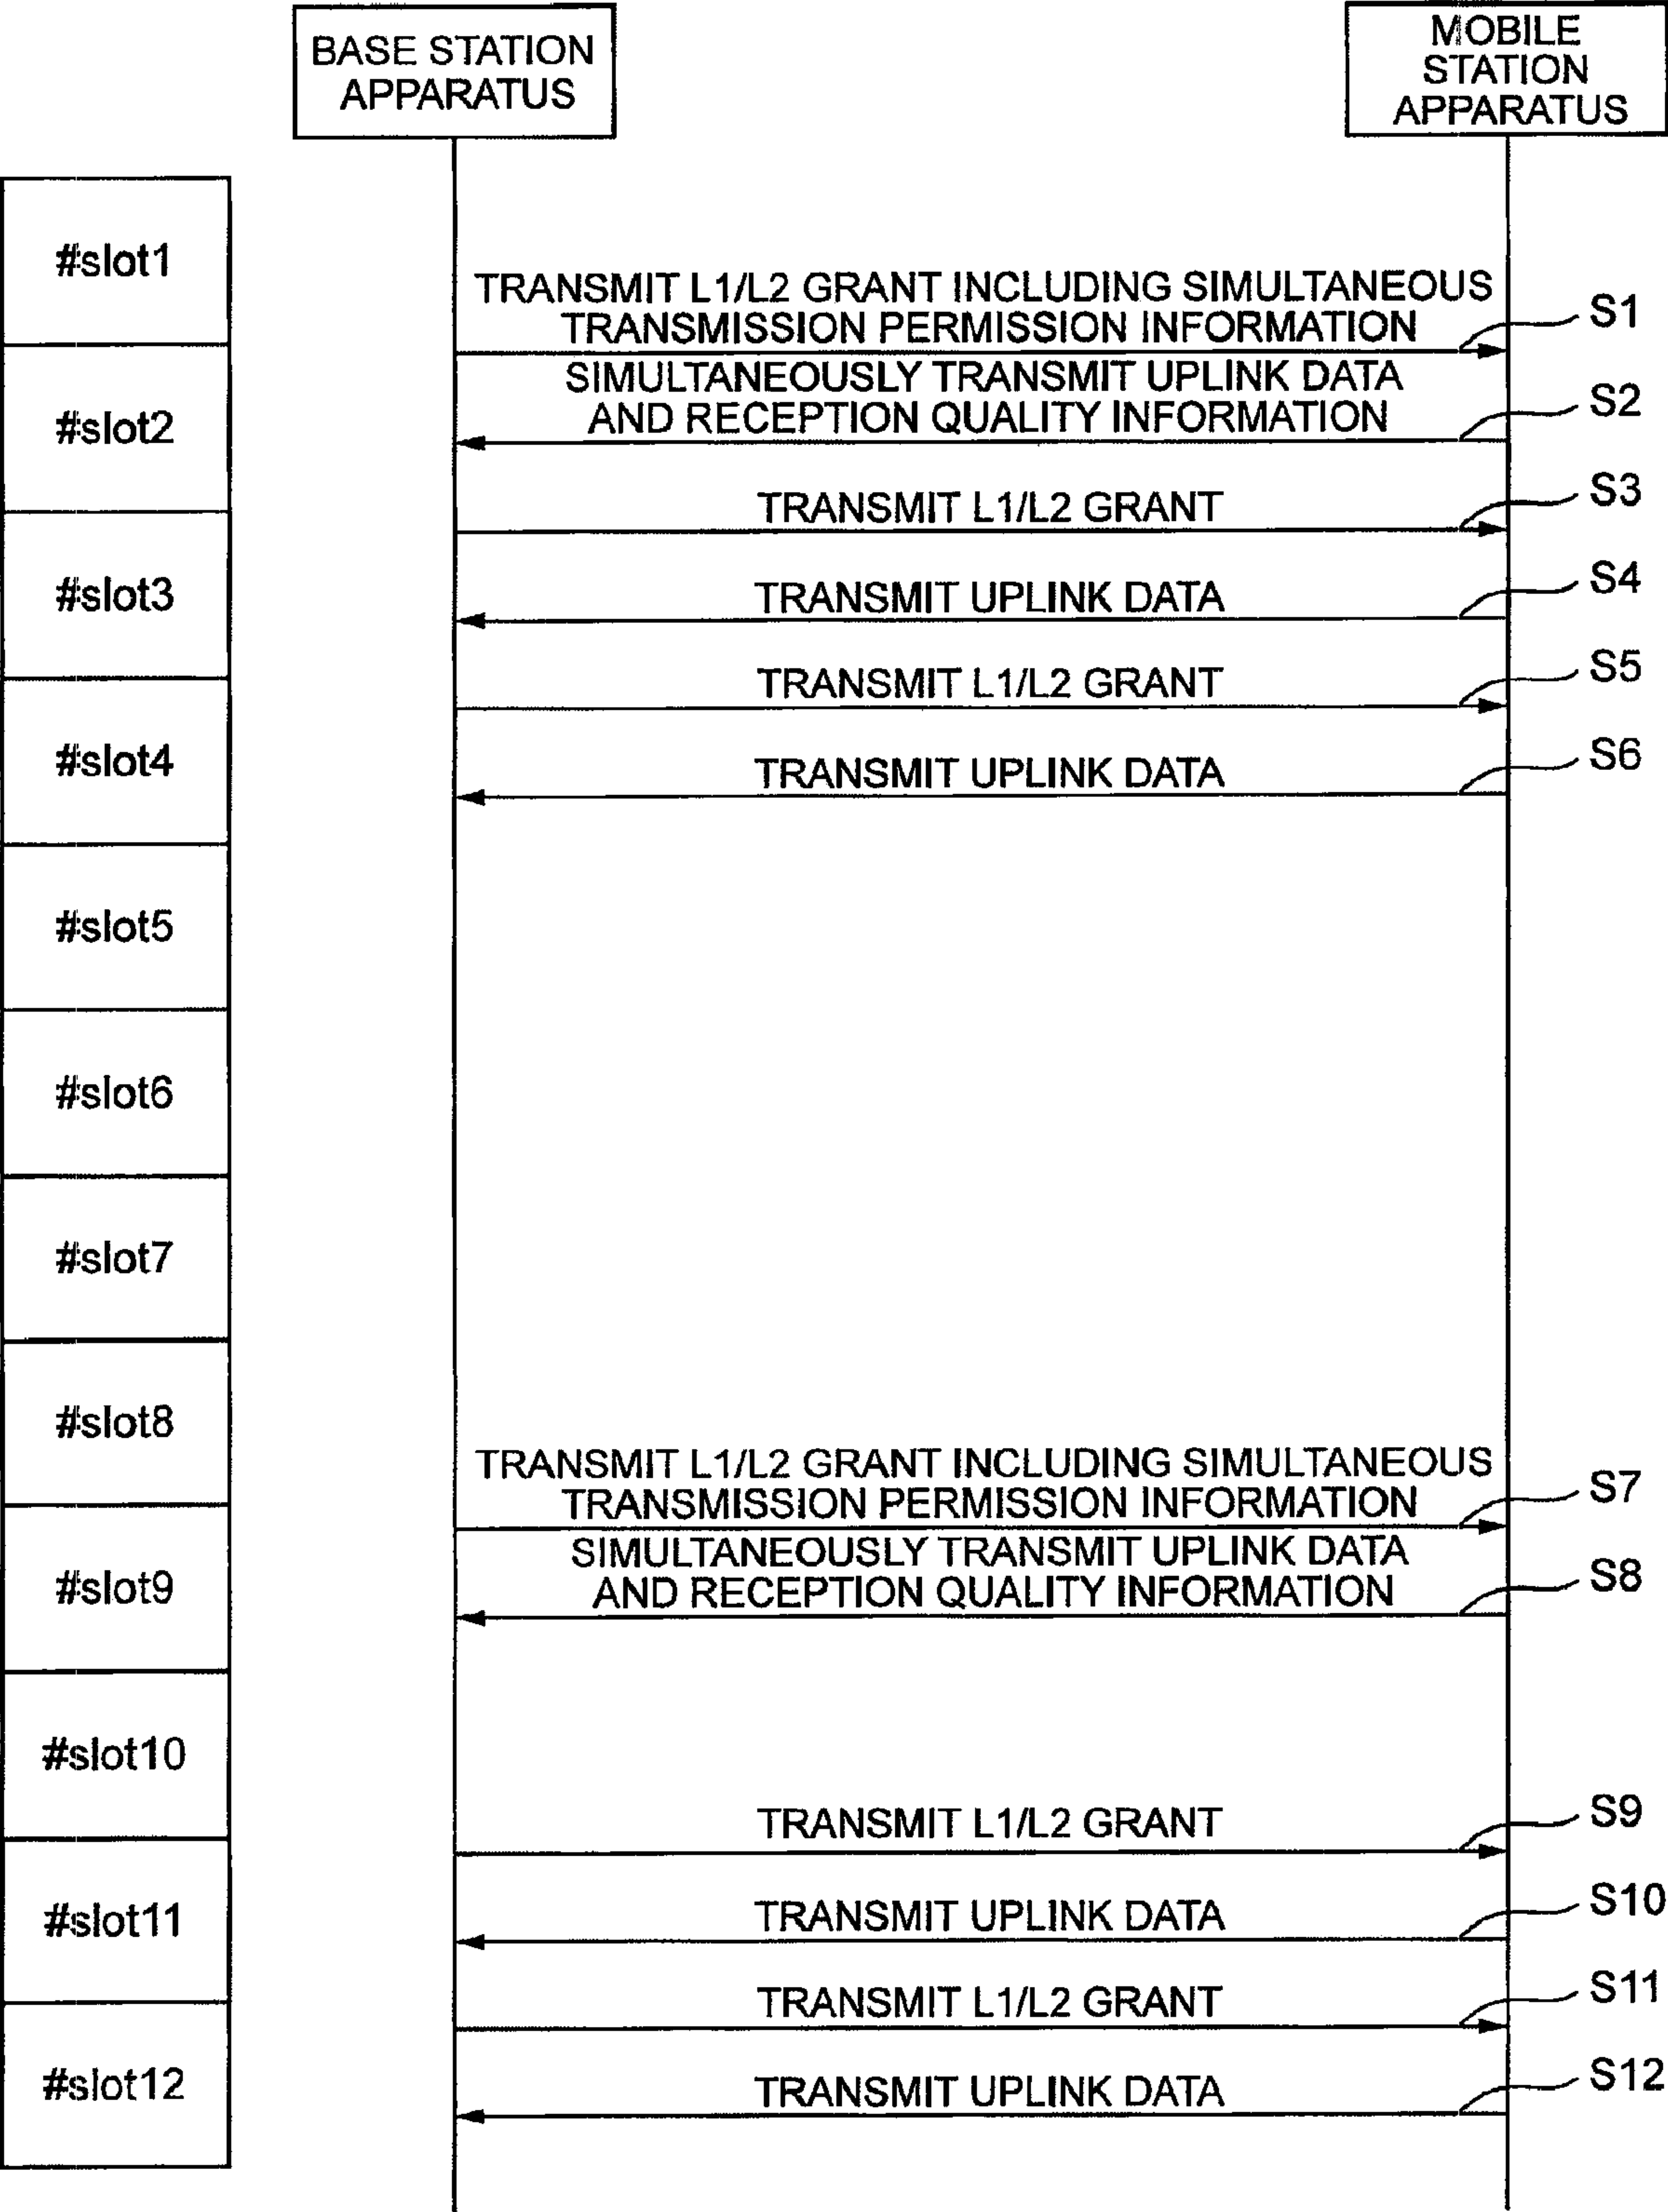 BASE STATION
APPARATUS
MOBILE
STATION
APPARATUS
#slot1
TRANSMIT L1/L2 GRANT INCLUDING SIMULTANEOUS
TRANSMISSION PERMISSION INFORMATION
S1
#slot2
SIMULTANEOUSLY TRANSMIT UPLINK DATA
AND RECEPTION QUALITY INFORMATION
S2
TRANSMIT L1/L2 GRANT
S3
#slot3
TRANSMIT UPLINK DATA
S4
TRANSMIT L1/L2 GRANT
S5
#slot4
TRANSMIT UPLINK DATA
S6
#slot5
#slot6
#slot7
#slot8
TRANSMIT L1/L2 GRANT INCLUDING SIMULTANEOUS
TRANSMISSION PERMISSION INFORMATION
S7
#slot9
SIMULTANEOUSLY TRANSMIT UPLINK DATA
AND RECEPTION QUALITY INFORMATION
S8
#slot10
TRANSMIT L1/L2 GRANT
S9
#slot11
TRANSMIT UPLINK DATA
S10
TRANSMIT L1/L2 GRANT
S11
#slot12
TRANSMIT UPLINK DATA
S12